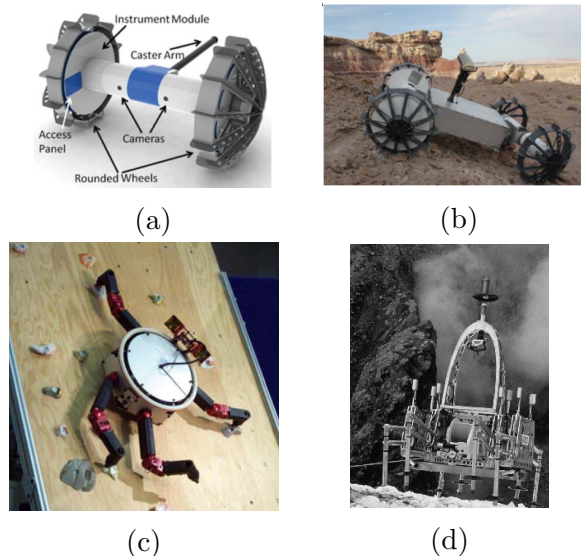 Instrument Module
Caster Arm
Access
Panel
Cameras
Rounded Wheels
(a)
(b)
(c)
(d)